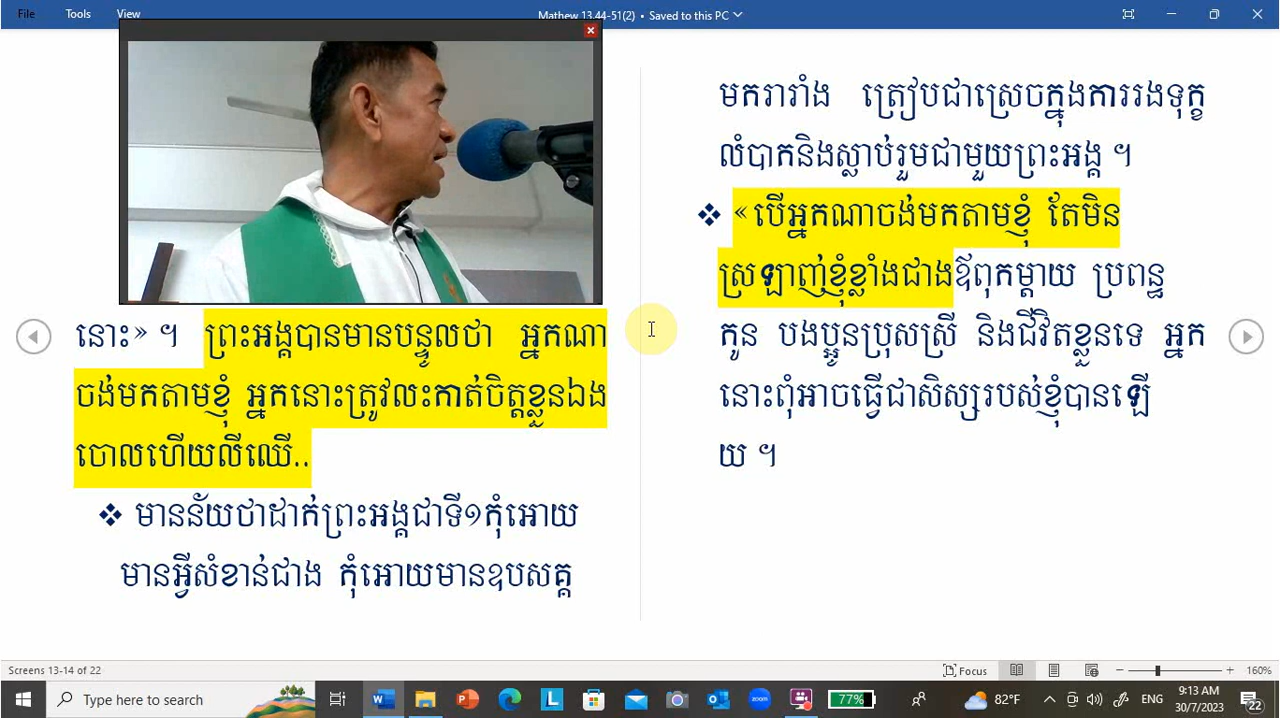 File Tools View
Mathew 13.44-51(2) • Saved to this PC
នោះ» ។ ព្រះអង្គបានមានបន្ទូលថា អ្នកណា
ចង់មកតាមខ្ញុំ អ្នកនោះត្រូវលះកាត់ចិត្តខ្លួនឯង
ចោលហើយលីឈើ..
❖ មានន័យថាដាក់ព្រះអង្គជាទី១កុំអោយ
មានអ្វីសំខាន់ជាង កុំអោយមានឧបសគ្គ
មករារាំង ត្រៀបជាស្រេចក្នុងការរងទុក្ខ
លំបាកនិងស្លាប់រួមជាមួយព្រះអង្គ ។
❖ «បើអ្នកណាចង់មកតាមខ្ញុំ តែមិន
ស្រឡាញ់ខ្ញុំខ្លាំងជាងឪពុកម្តាយ ប្រពន្ធ
កូន បងប្អូនប្រុសស្រី និងជីវិតខ្លួនទេ អ្នក
នោះពុំអាចធ្វើជាសិស្សរបស់ខ្ញុំបានឡើ
យ ។
Screens 13-14 of 22
Focus
160%
Type here to search
77%
82°F
ENG
9:13 AM
30/7/2023
22
zoom